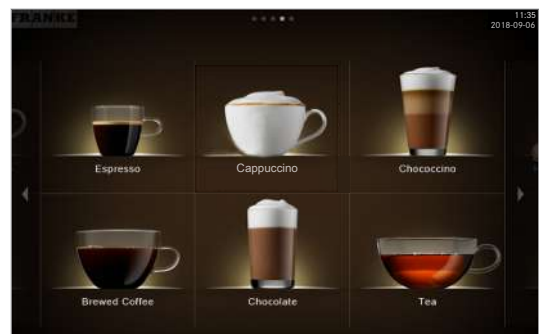 FRANKE
11:35
2018-09-06
Espresso
Cappuccino
Chococcino
Brewed Coffee
Chocolate
Tea